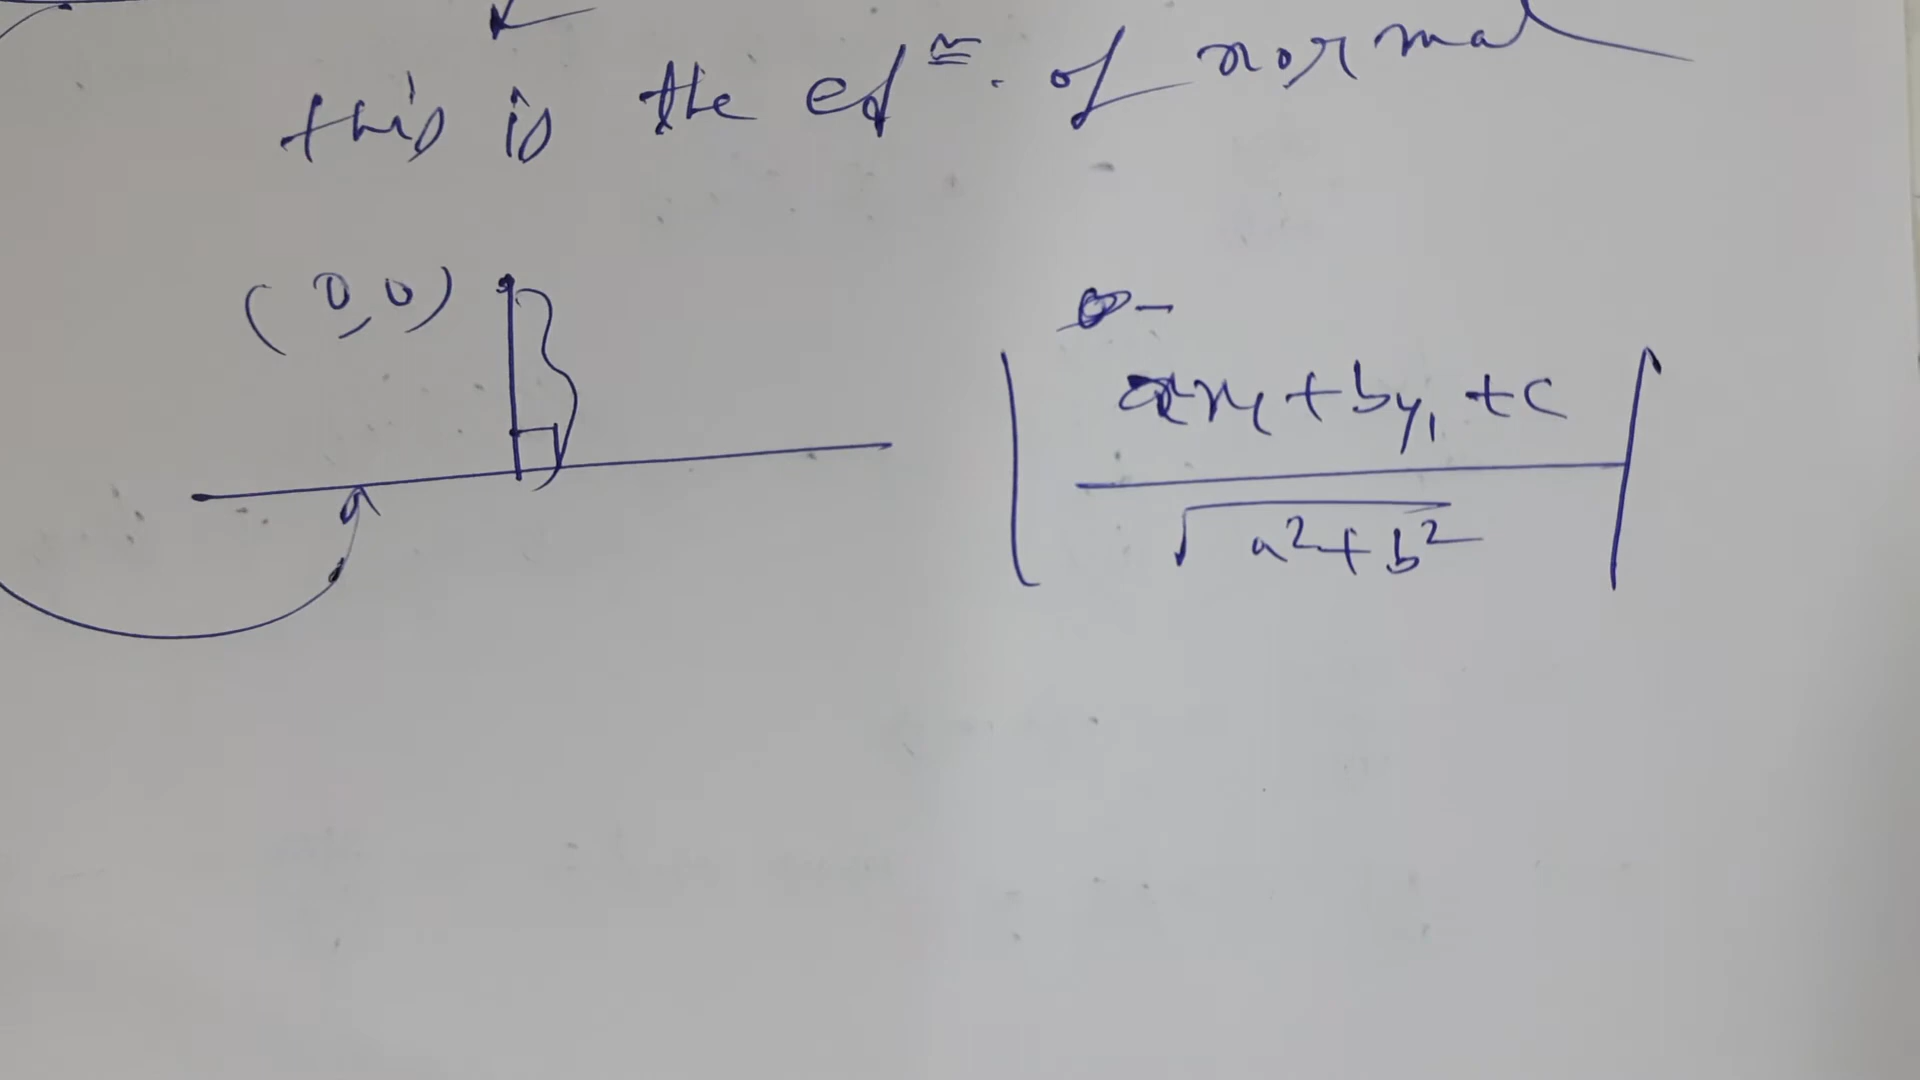 this is the eqn. of normal
(0,0)
ax₁ + by₁ + c
√a² + b²